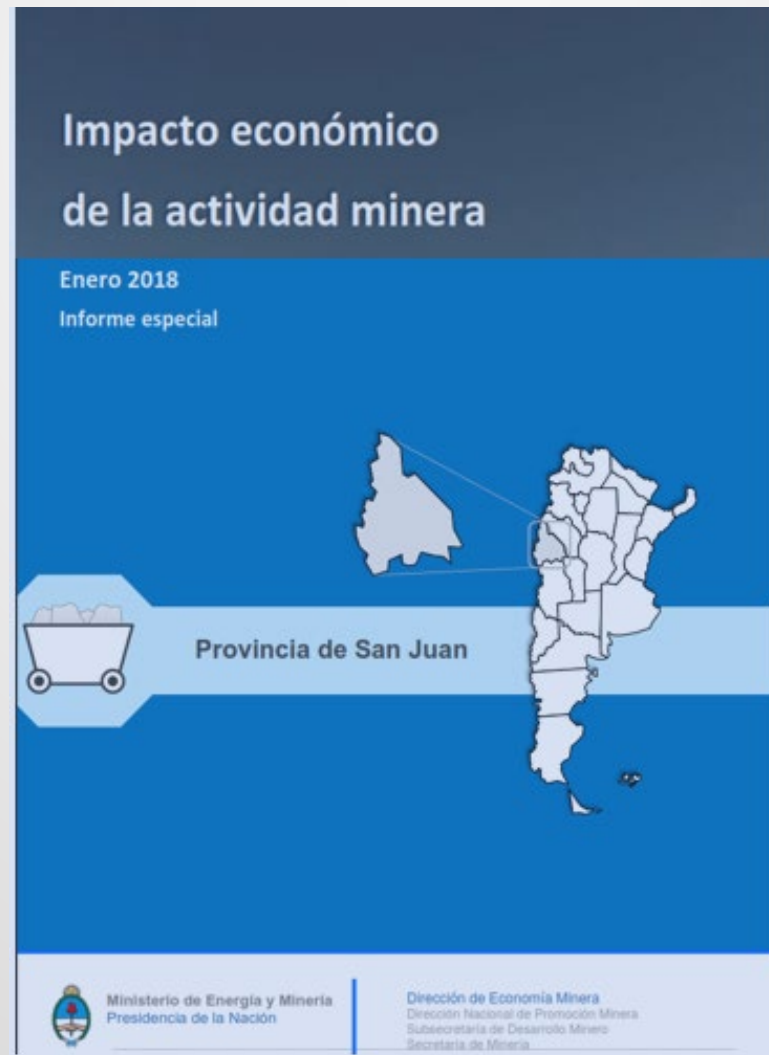 Impacto económico
de la actividad minera
Enero 2018
Informe especial
Provincia de San Juan
Ministerio de Energía y Minería
Presidencia de la Nación
Dirección de Economía Minera
Dirección Nacional de Promoción Minera
Subsecretaría de Desarrollo Minero
Secretaría de Minería